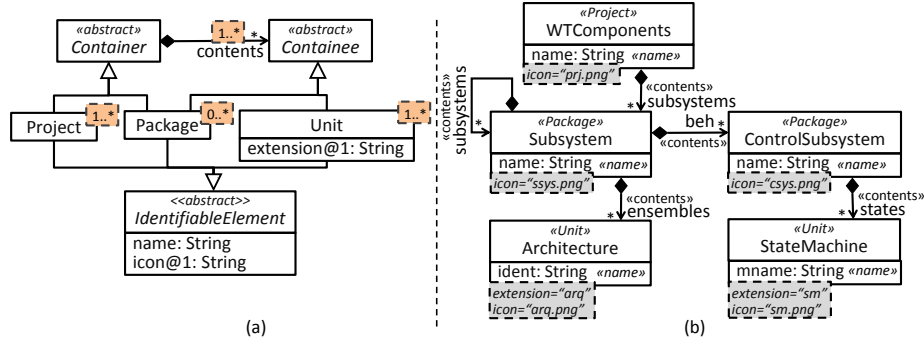 «abstract»
Container
1..*
*
contents
«abstract»
Containee
Project
1..*
Package
0..*
Unit
1..*
extension@1: String
<<abstract>>
IdentifiableElement
name: String
icon@1: String
(a)
«Project»
WTComponents
name: String «name»
icon="prj.png"
«contents»
subsystems
*
«contents»
subsystems
*
«Package»
Subsystem
name: String «name»
icon="ssys.png"
beh
*
«contents»
«Package»
ControlSubsystem
name: String «name»
icon="csys.png"
«contents»
ensembles
*
«contents»
states
*
«Unit»
Architecture
ident: String «name»
extension="arq"
icon="arq.png"
«Unit»
StateMachine
mname: String «name»
extension="sm"
icon="sm.png"
(b)